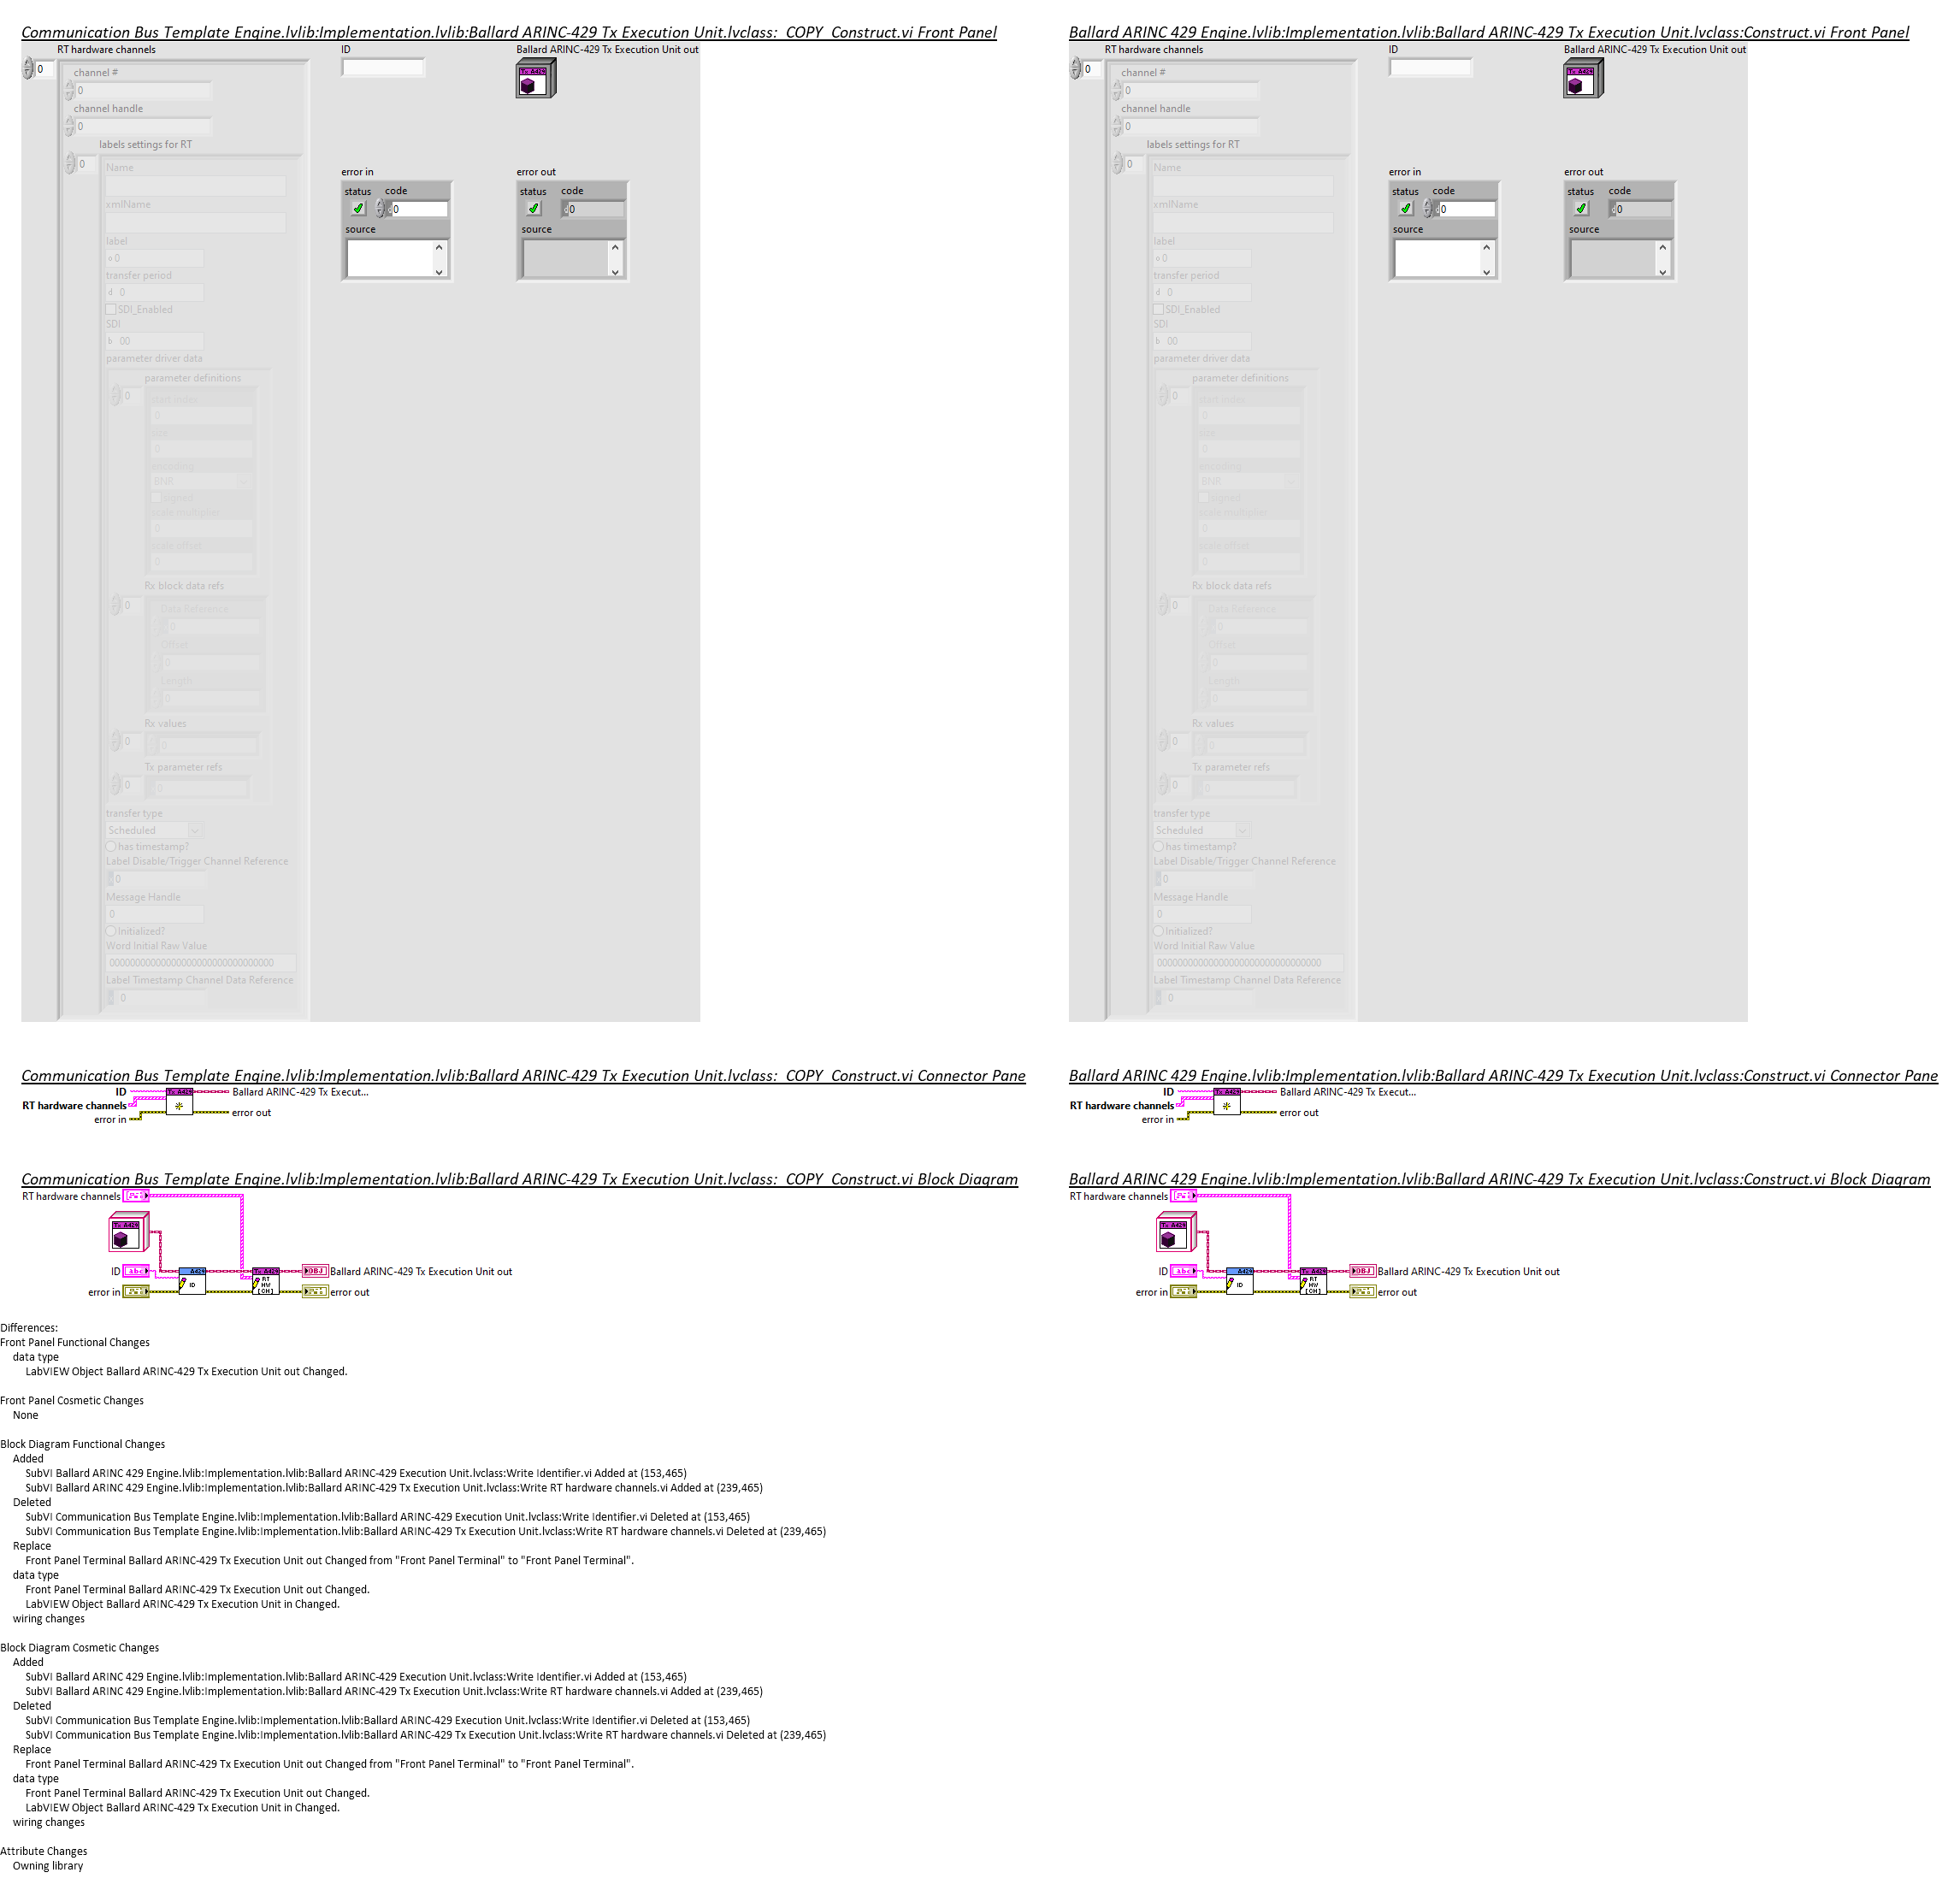 Communication Bus Template Engine.lvlib:Implementation.lvlib:Ballard ARINC-429 Tx Execution Unit.lvclass:_COPY_Construct.vi Front Panel
RT hardware channels
ID
Ballard ARINC-429 Tx Execution Unit out
0
channel #
0
channel handle
0
labels settings for RT
0
Name
xmlName
label
o 0
transfer period
d 0
SDI_Enabled
SDI
b 00
parameter driver data
parameter definitions
0
start index
0
size
0
encoding
BNR
signed
scale multiplier
0
scale offset
0
Rx block data refs
0
Data Reference
0
Offset
0
Length
0
Rx values
0
0
Tx parameter refs
0
0
transfer type
Scheduled
has timestamp?
Label Disable/Trigger Channel Reference
0
Message Handle
0
Initialized?
Word Initial Raw Value
00000000000000000000000000000000
Label Timestamp Channel Data Reference
0
Tx A429
error in
status code
d0
source
error out
status code
d0
source
Ballard ARINC 429 Engine.lvlib:Implementation.lvlib:Ballard ARINC-429 Tx Execution Unit.lvclass:Construct.vi Front Panel
RT hardware channels
ID
Ballard ARINC-429 Tx Execution Unit out
0
channel #
0
channel handle
0
labels settings for RT
0
Name
xmlName
label
o 0
transfer period
d 0
SDI_Enabled
SDI
b 00
parameter driver data
parameter definitions
0
start index
0
size
0
encoding
BNR
signed
scale multiplier
0
scale offset
0
Rx block data refs
0
Data Reference
0
Offset
0
Length
0
Rx values
0
0
Tx parameter refs
0
0
transfer type
Scheduled
has timestamp?
Label Disable/Trigger Channel Reference
0
Message Handle
0
Initialized?
Word Initial Raw Value
00000000000000000000000000000000
Label Timestamp Channel Data Reference
0
Tx A429
error in
status code
d0
source
error out
status code
d0
source
Communication Bus Template Engine.lvlib:Implementation.lvlib:Ballard ARINC-429 Tx Execution Unit.lvclass:_COPY_Construct.vi Connector Pane
ID Tx A429 Ballard ARINC-429 Tx Execut...
RT hardware channels
error in error out
Ballard ARINC 429 Engine.lvlib:Implementation.lvlib:Ballard ARINC-429 Tx Execution Unit.lvclass:Construct.vi Connector Pane
ID Tx A429 Ballard ARINC-429 Tx Execut...
RT hardware channels
error in error out
Communication Bus Template Engine.lvlib:Implementation.lvlib:Ballard ARINC-429 Tx Execution Unit.lvclass:_COPY_Construct.vi Block Diagram
RT hardware channels
Tx A429
ID abc A429 ID Tx A429 RT HW [CH] OBJ Ballard ARINC-429 Tx Execution Unit out
error in error out
Ballard ARINC 429 Engine.lvlib:Implementation.lvlib:Ballard ARINC-429 Tx Execution Unit.lvclass:Construct.vi Block Diagram
RT hardware channels
Tx A429
ID abc A429 ID Tx A429 RT HW [CH] OBJ Ballard ARINC-429 Tx Execution Unit out
error in error out
Differences:
Front Panel Functional Changes
data type
LabVIEW Object Ballard ARINC-429 Tx Execution Unit out Changed.
Front Panel Cosmetic Changes
None
Block Diagram Functional Changes
Added
SubVI Ballard ARINC 429 Engine.lvlib:Implementation.lvlib:Ballard ARINC-429 Execution Unit.lvclass:Write Identifier.vi Added at (153,465)
SubVI Ballard ARINC 429 Engine.lvlib:Implementation.lvlib:Ballard ARINC-429 Tx Execution Unit.lvclass:Write RT hardware channels.vi Added at (239,465)
Deleted
SubVI Communication Bus Template Engine.lvlib:Implementation.lvlib:Ballard ARINC-429 Execution Unit.lvclass:Write Identifier.vi Deleted at (153,465)
SubVI Communication Bus Template Engine.lvlib:Implementation.lvlib:Ballard ARINC-429 Tx Execution Unit.lvclass:Write RT hardware channels.vi Deleted at (239,465)
Replace
Front Panel Terminal Ballard ARINC-429 Tx Execution Unit out Changed from "Front Panel Terminal" to "Front Panel Terminal".
data type
Front Panel Terminal Ballard ARINC-429 Tx Execution Unit out Changed.
LabVIEW Object Ballard ARINC-429 Tx Execution Unit in Changed.
wiring changes
Block Diagram Cosmetic Changes
Added
SubVI Ballard ARINC 429 Engine.lvlib:Implementation.lvlib:Ballard ARINC-429 Execution Unit.lvclass:Write Identifier.vi Added at (153,465)
SubVI Ballard ARINC 429 Engine.lvlib:Implementation.lvlib:Ballard ARINC-429 Tx Execution Unit.lvclass:Write RT hardware channels.vi Added at (239,465)
Deleted
SubVI Communication Bus Template Engine.lvlib:Implementation.lvlib:Ballard ARINC-429 Execution Unit.lvclass:Write Identifier.vi Deleted at (153,465)
SubVI Communication Bus Template Engine.lvlib:Implementation.lvlib:Ballard ARINC-429 Tx Execution Unit.lvclass:Write RT hardware channels.vi Deleted at (239,465)
Replace
Front Panel Terminal Ballard ARINC-429 Tx Execution Unit out Changed from "Front Panel Terminal" to "Front Panel Terminal".
data type
Front Panel Terminal Ballard ARINC-429 Tx Execution Unit out Changed.
LabVIEW Object Ballard ARINC-429 Tx Execution Unit in Changed.
wiring changes
Attribute Changes
Owning library